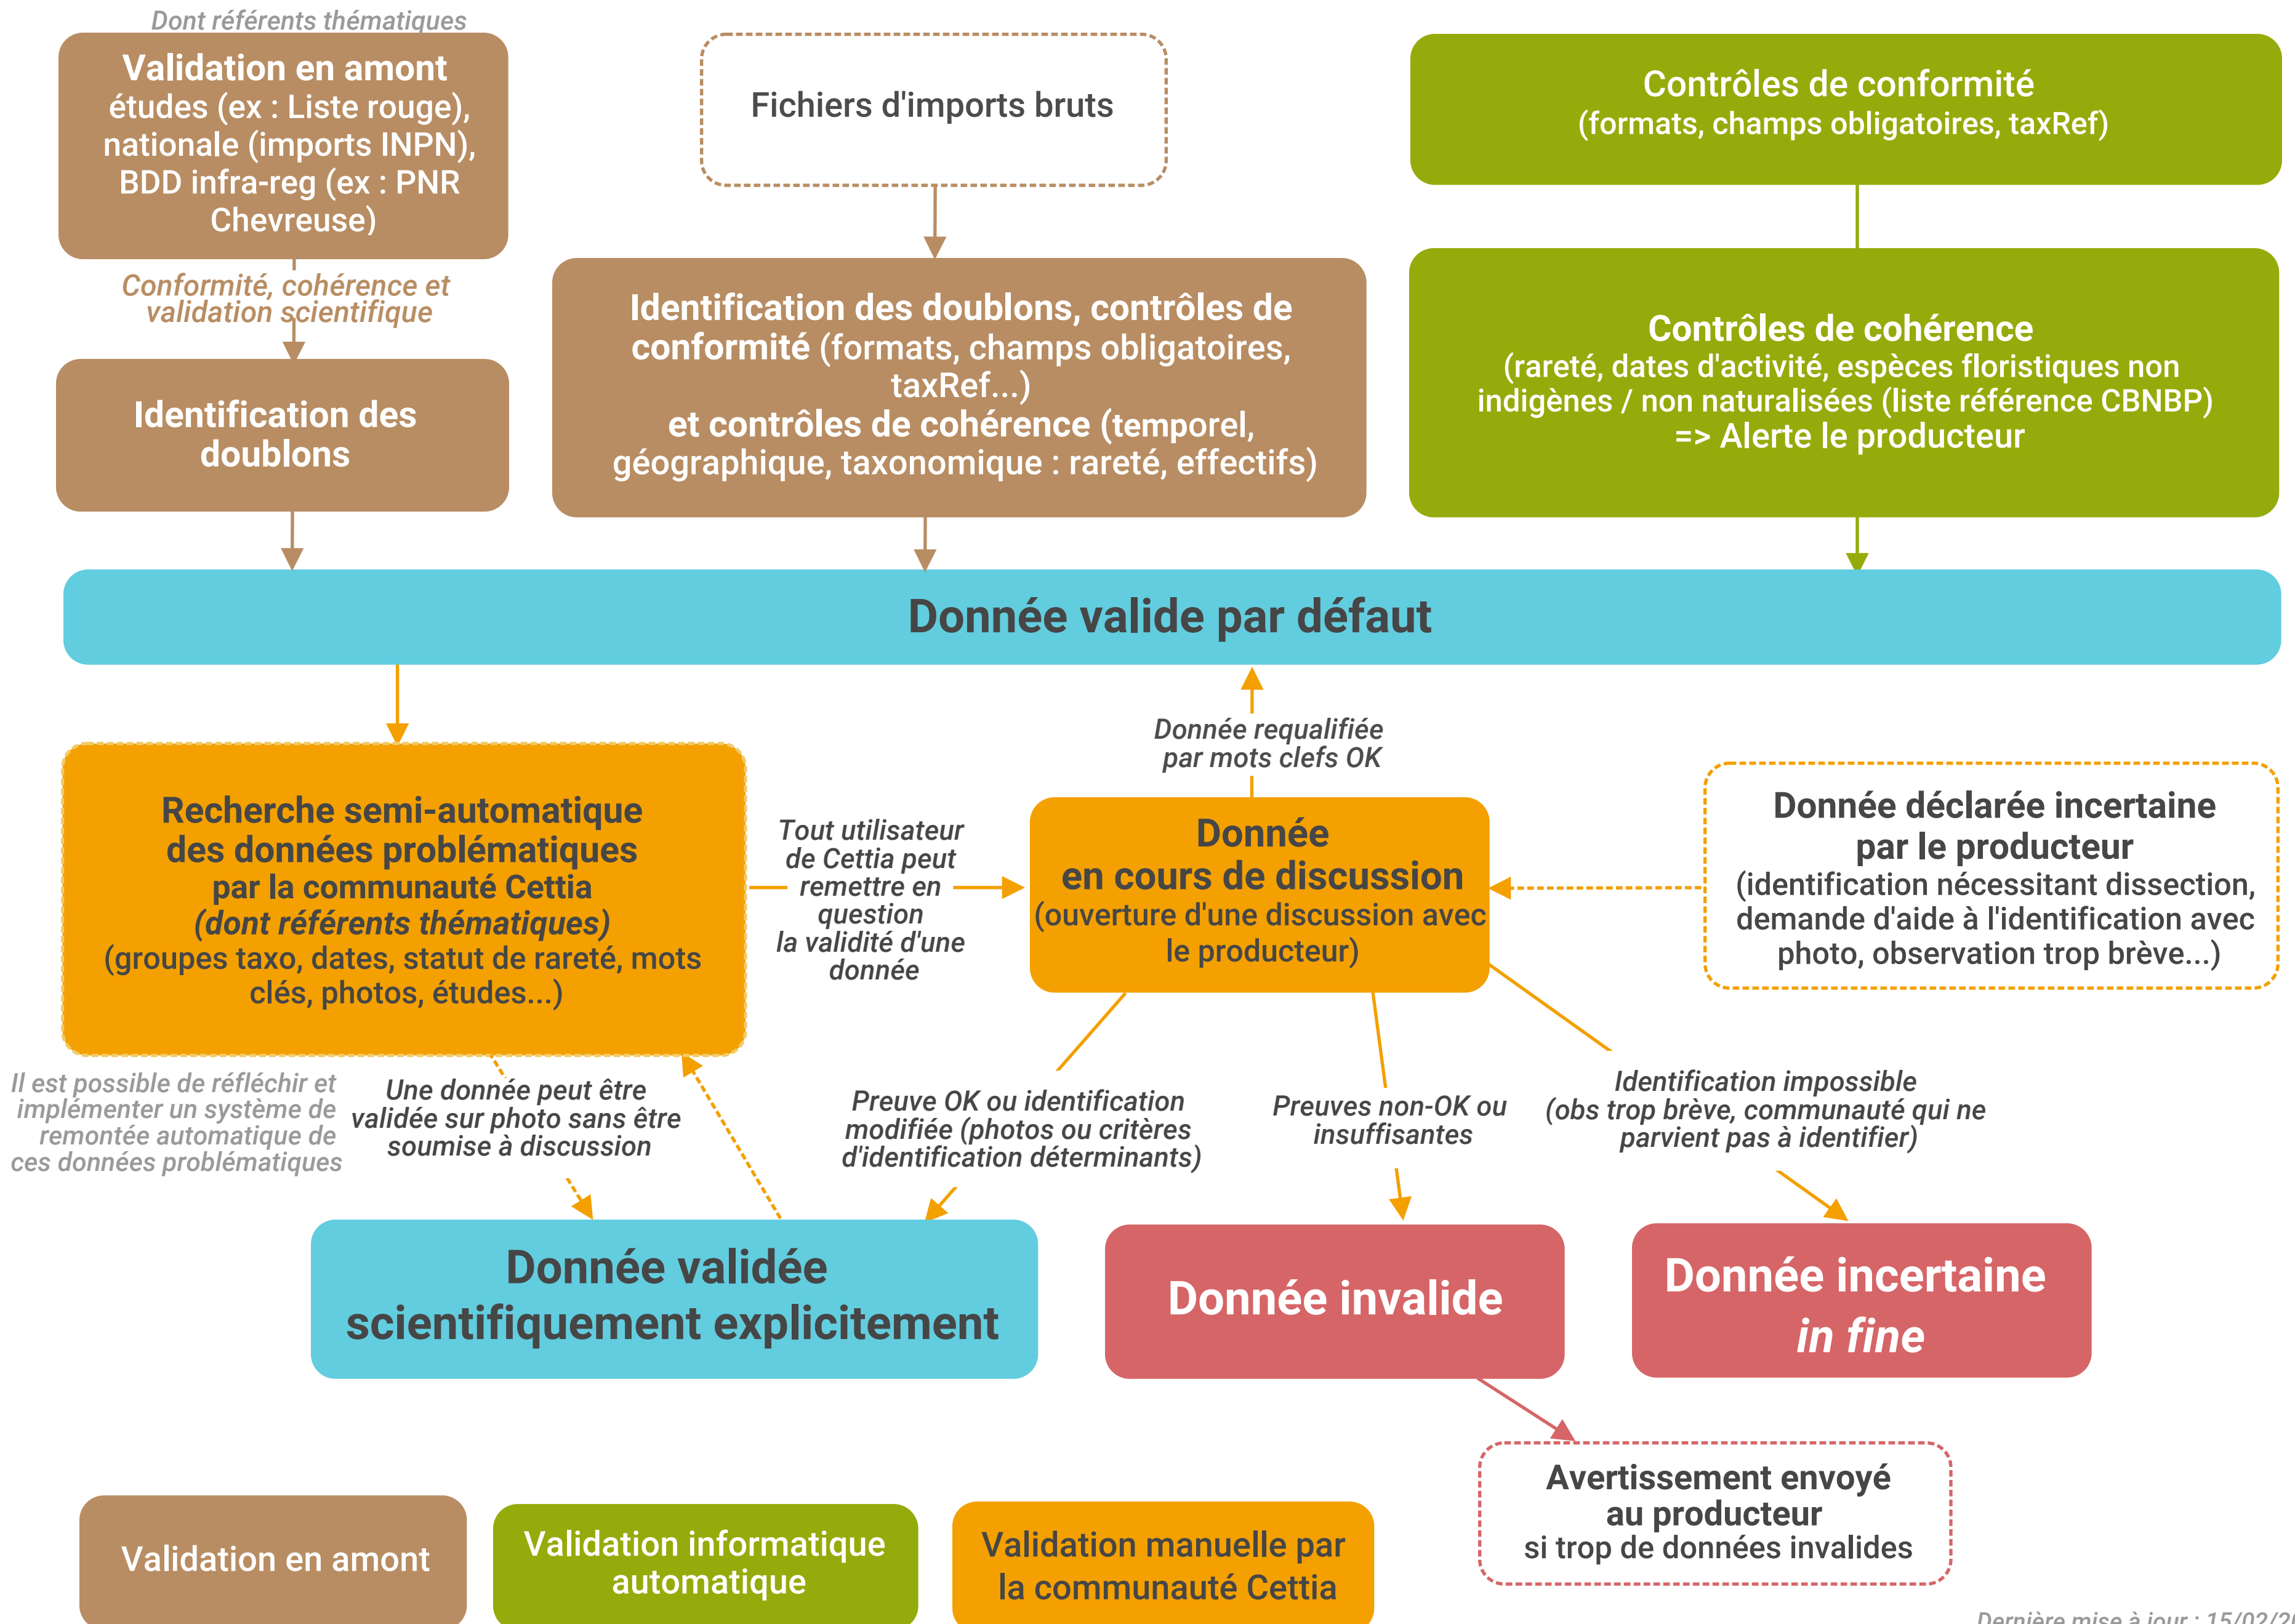 Dont référents thématiques
Validation en amont
études (ex : Liste rouge),
nationale (imports INPN),
BDD infra-reg (ex : PNR
Chevreuse)
Conformité, cohérence et
validation scientifique
Identification des
doublons
Fichiers d'imports bruts
Identification des doublons, contrôles de
conformité (formats, champs obligatoires,
taxRef...)
et contrôles de cohérence (temporel,
géographique, taxonomique : rareté, effectifs)
Contrôles de conformité
(formats, champs obligatoires, taxRef)
Contrôles de cohérence
(rareté, dates d'activité, espèces floristiques non
indigènes / non naturalisées (liste référence CBNBP)
=> Alerte le producteur
Donnée valide par défaut
Recherche semi-automatique
des données problématiques
par la communauté Cettia
(dont référents thématiques)
(groupes taxo, dates, statut de rareté, mots
clés, photos, études...)
Tout utilisateur
de Cettia peut
remettre en
question
la validité d'une
donnée
Donnée requalifiée
par mots clefs OK
Donnée
en cours de discussion
(ouverture d'une discussion avec
le producteur)
Donnée déclarée incertaine
par le producteur
(identification nécessitant dissection,
demande d'aide à l'identification avec
photo, observation trop brève...)
Il est possible de réfléchir et
implémenter un système de
remontée automatique de
ces données problématiques
Une donnée peut être
validée sur photo sans être
soumise à discussion
Preuve OK ou identification
modifiée (photos ou critères
d'identification déterminants)
Preuves non-OK ou
insuffisantes
Identification impossible
(obs trop brève, communauté qui ne
parvient pas à identifier)
Donnée validée
scientifiquement explicitement
Donnée invalide
Donnée incertaine
in fine
Avertissement envoyé
au producteur
si trop de données invalides
Validation en amont
Validation informatique
automatique
Validation manuelle par
la communauté Cettia
Dernière mise à jour :